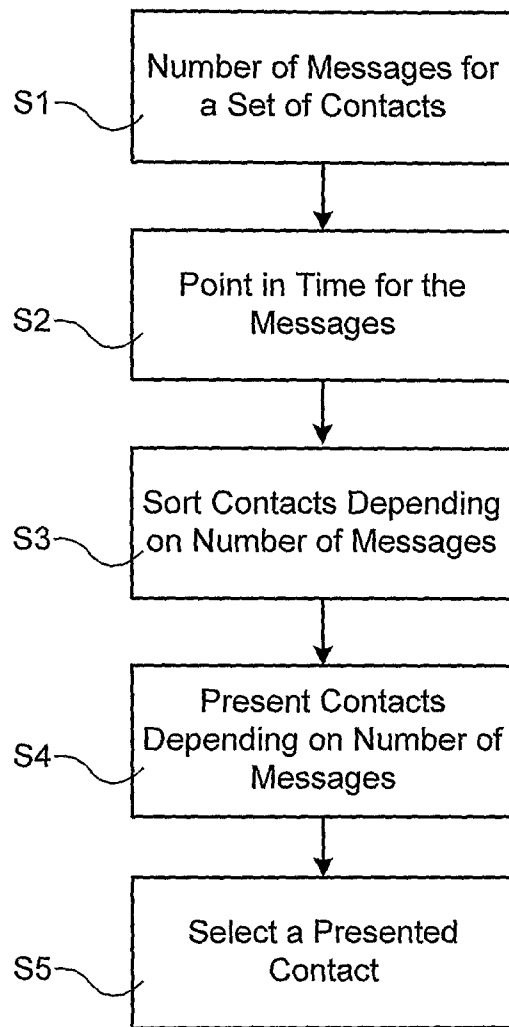 Number of Messages for
a Set of Contacts
S1
Point in Time for the
Messages
S2
Sort Contacts Depending
on Number of Messages
S3
Present Contacts
Depending on Number of
Messages
S4
Select a Presented
Contact
S5